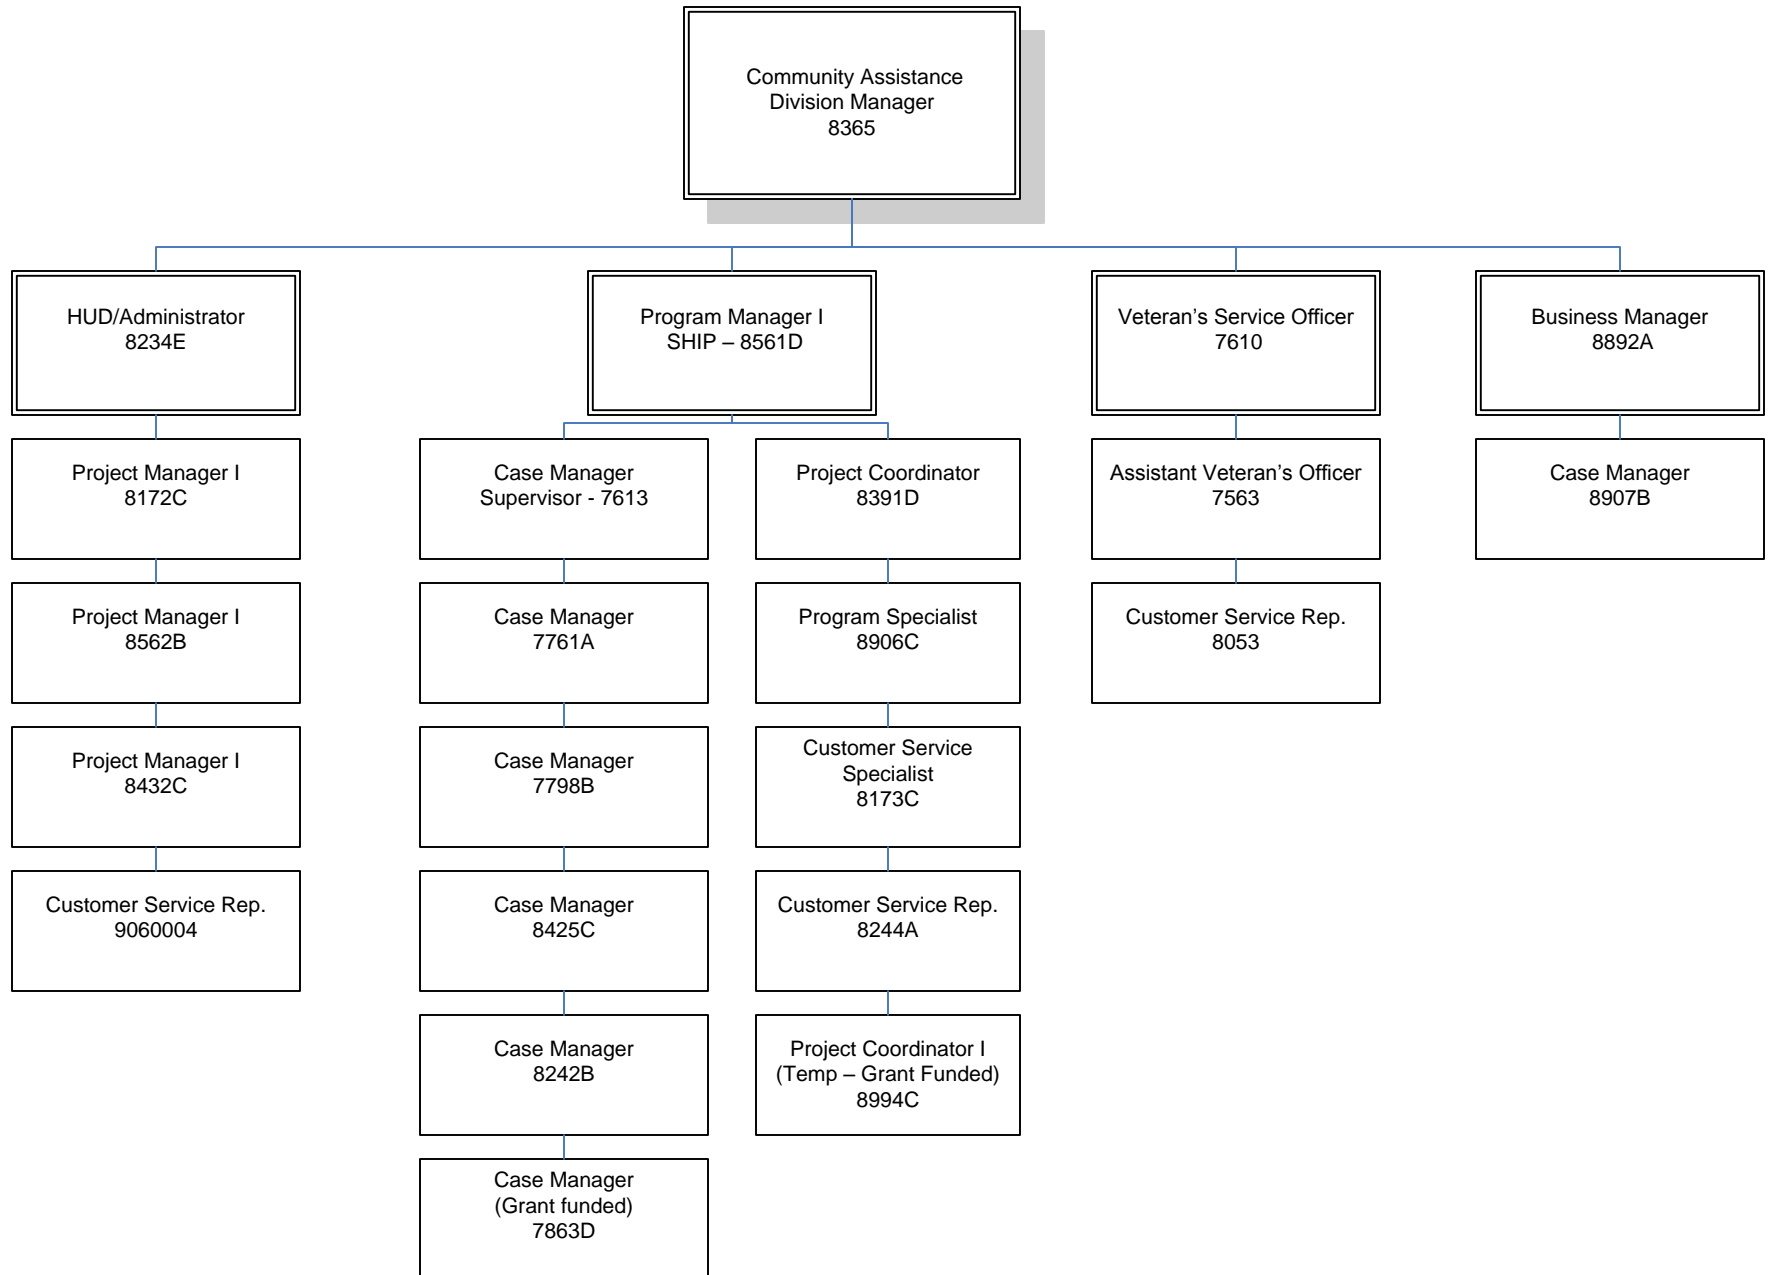 Community Assistance
Division Manager
8365
HUD/Administrator
8234E
Program Manager I
SHIP – 8561D
Veteran’s Service Officer
7610
Business Manager
8892A
Project Manager I
8172C
Case Manager
Supervisor - 7613
Project Coordinator
8391D
Assistant Veteran’s Officer
7563
Case Manager
8907B
Project Manager I
8562B
Case Manager
7761A
Program Specialist
8906C
Customer Service Rep.
8053
Project Manager I
8432C
Case Manager
7798B
Customer Service
Specialist
8173C
Customer Service Rep.
9060004
Case Manager
8425C
Customer Service Rep.
8244A
Case Manager
8242B
Project Coordinator I
(Temp – Grant Funded)
8994C
Case Manager
(Grant funded)
7863D